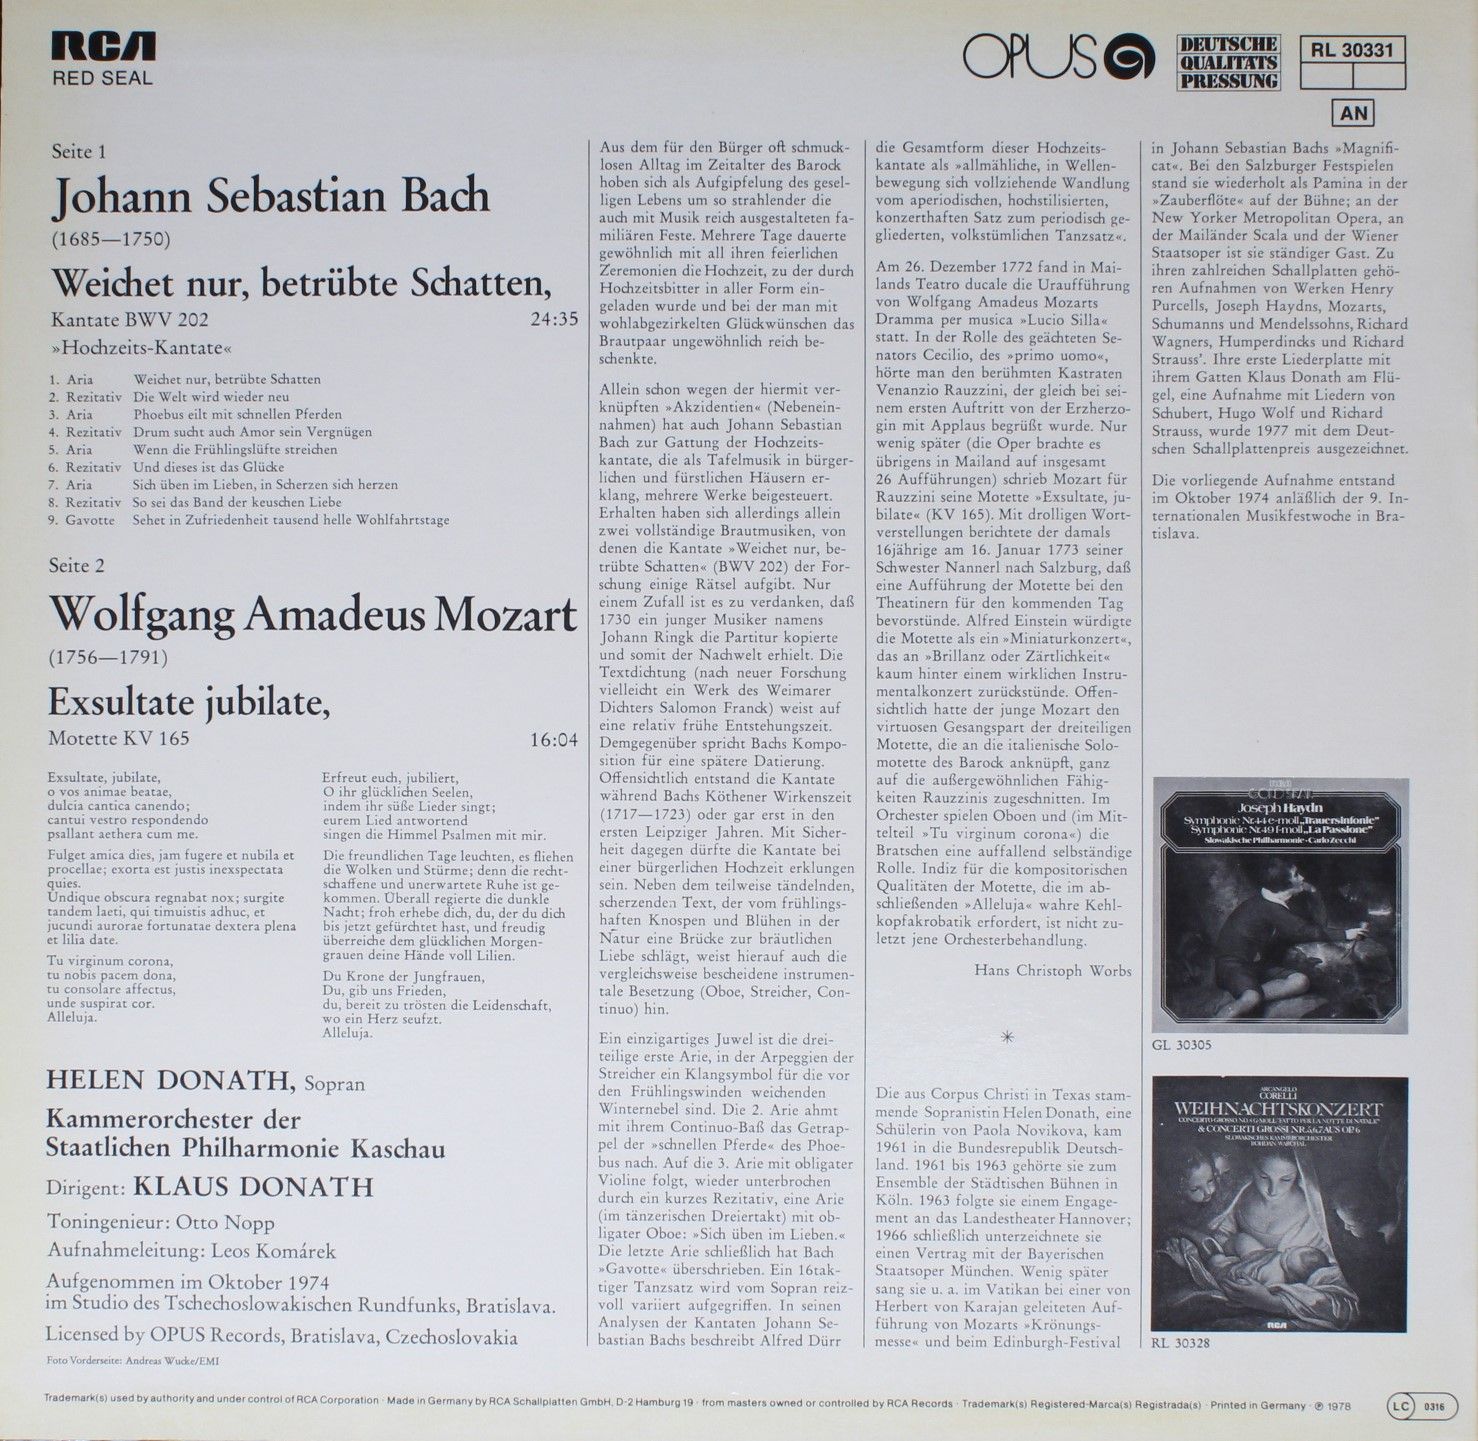 RCA
RED SEAL
OPUS
DEUTSCHE
QUALITÄTS
PRESSUNG
RL 30331
AN
Seite 1
Johann Sebastian Bach
(1685—1750)
Weichet nur, betrübte Schatten,
Kantate BWV 202 24:35
»Hochzeits-Kantate«
1. Aria Weichet nur, betrübte Schatten
2. Rezitativ Die Welt wird wieder neu
3. Aria Phoebus eilt mit schnellen Pferden
4. Rezitativ Drum sucht auch Amor sein Vergnügen
5. Aria Wenn die Frühlingslüfte streichen
6. Rezitativ Und dieses ist das Glücke
7. Aria Sich üben im Lieben, in Scherzen sich herzen
8. Rezitativ So sei das Band der keuschen Liebe
9. Gavotte Sehet in Zufriedenheit tausend helle Wohlfahrtstage
Seite 2
Wolfgang Amadeus Mozart
(1756—1791)
Exsultate jubilate,
Motette KV 165 16:04
Exsultate, jubilate,
o vos animae beatae,
dulcia cantica canendo;
cantui vestro respondendo
psallant aethera cum me.
Fulget amica dies, jam fugere et nubila et
procellae; exorta est justis inexspectata
quies.
Undique obscura regnabat nox; surgite
tandem laeti, qui timuistis adhuc, et
jucundi aurorae fortunatae dextera plena
et lilia date.
Tu virginum corona,
tu nobis pacem dona,
tu consolare affectus,
unde suspirat cor.
Alleluja.
Erfreut euch, jubiliert,
O ihr glücklichen Seelen,
indem ihr süße Lieder singt;
eurem Lied antwortend
singen die Himmel Psalmen mit mir.
Die freundlichen Tage leuchten, es fliehen
die Wolken und Stürme; denn die recht-
schaffene und unerwartete Ruhe ist ge-
kommen. Überall regierte die dunkle
Nacht; froh erhebe dich, du, der du dich
bis jetzt gefürchtet hast, und freudig
überreiche dem glücklichen Morgen-
grauen deine Hände voll Lilien.
Du Krone der Jungfrauen,
Du, gib uns Frieden,
du, bereit zu trösten die Leidenschaft,
wo ein Herz seufzt.
Alleluja.
HELEN DONATH, Sopran
Kammerorchester der
Staatlichen Philharmonie Kaschau
Dirigent: KLAUS DONATH
Toningenieur: Otto Nopp
Aufnahmeleitung: Leos Komárek
Aufgenommen im Oktober 1974
im Studio des Tschechoslowakischen Rundfunks, Bratislava.
Licensed by OPUS Records, Bratislava, Czechoslovakia
Foto Vorderseite: Andreas Wucke/EMI
Aus dem für den Bürger oft schmuck-
losen Alltag im Zeitalter des Barock
hoben sich als Aufgipfelung des gesel-
ligen Lebens um so strahlender die
auch mit Musik reich ausgestalteten fa-
miliären Feste. Mehrere Tage dauerte
gewöhnlich mit all ihren feierlichen
Zeremonien die Hochzeit, zu der durch
Hochzeitsbitter in aller Form ein-
geladen wurde und bei der man mit
wohlabgezirkelten Glückwünschen das
Brautpaar ungewöhnlich reich be-
schenkte.
Allein schon wegen der hiermit ver-
knüpften »Akzidentien« (Nebenein-
nahmen) hat auch Johann Sebastian
Bach zur Gattung der Hochzeits-
kantate, die als Tafelmusik in bürger-
lichen und fürstlichen Häusern er-
klang, mehrere Werke beigesteuert.
Erhalten haben sich allerdings allein
zwei vollständige Brautmusiken, von
denen die Kantate »Weichet nur, be-
trübte Schatten« (BWV 202) der For-
schung einige Rätsel aufgibt. Nur
einem Zufall ist es zu verdanken, daß
1730 ein junger Musiker namens
Johann Ringk die Partitur kopierte
und somit der Nachwelt erhielt. Die
Textdichtung (nach neuer Forschung
vielleicht ein Werk des Weimarer
Dichters Salomon Franck) weist auf
eine relativ frühe Entstehungszeit.
Demgegenüber spricht Bachs Kompo-
sition für eine spätere Datierung.
Offensichtlich entstand die Kantate
während Bachs Köthener Wirkenszeit
(1717—1723) oder gar erst in den
ersten Leipziger Jahren. Mit Sicher-
heit dagegen dürfte die Kantate bei
einer bürgerlichen Hochzeit erklungen
sein. Neben dem teilweise tändelnden,
scherzenden Text, der vom frühlings-
haften Knospen und Blühen in der
Natur eine Brücke zur bräutlichen
Liebe schlägt, weist hierauf auch die
vergleichsweise bescheidene instrumen-
tale Besetzung (Oboe, Streicher, Con-
tinuo) hin.
Ein einzigartiges Juwel ist die drei-
teilige erste Arie, in der Arpeggien der
Streicher ein Klangsymbol für die vor
den Frühlingswinden weichenden
Winternebel sind. Die 2. Arie ahmt
mit ihrem Continuo-Baß das Getrap-
pel der »schnellen Pferde« des Phoe-
bus nach. Auf die 3. Arie mit obligater
Violine folgt, wieder unterbrochen
durch ein kurzes Rezitativ, eine Arie
(im tänzerischen Dreiertakt) mit ob-
ligater Oboe: »Sich üben im Lieben.«
Die letzte Arie schließlich hat Bach
»Gavotte« überschrieben. Ein 16tak-
tiger Tanzsatz wird vom Sopran reiz-
voll variiert aufgegriffen. In seinen
Analysen der Kantaten Johann Se-
bastian Bachs beschreibt Alfred Dürr
die Gesamtform dieser Hochzeits-
kantate als »allmähliche, in Wellen-
bewegung sich vollziehende Wandlung
vom aperiodischen, hochstilisierten,
konzerthaften Satz zum periodisch ge-
gliederten, volkstümlichen Tanzsatz«.
Am 26. Dezember 1772 fand in Mai-
lands Teatro ducale die Uraufführung
von Wolfgang Amadeus Mozarts
Dramma per musica »Lucio Silla«
statt. In der Rolle des geächteten Se-
nators Cecilio, des »primo uomo«,
hörte man den berühmten Kastraten
Venanzio Rauzzini, der gleich bei sei-
nem ersten Auftritt von der Erzherzo-
gin mit Applaus begrüßt wurde. Nur
wenig später (die Oper brachte es
übrigens in Mailand auf insgesamt
26 Aufführungen) schrieb Mozart für
Rauzzini seine Motette »Exsultate, ju-
bilate« (KV 165). Mit drolligen Wort-
verstellungen berichtete der damals
16jährige am 16. Januar 1773 seiner
Schwester Nannerl nach Salzburg, daß
eine Aufführung der Motette bei den
Theatinern für den kommenden Tag
bevorstünde. Alfred Einstein würdigte
die Motette als ein »Miniaturkonzert«,
das an »Brillanz oder Zärtlichkeit«
kaum hinter einem wirklichen Instru-
mentalkonzert zurückstünde. Offen-
sichtlich hatte der junge Mozart den
virtuosen Gesangspart der dreiteiligen
Motette, die an die italienische Solo-
motette des Barock anknüpft, ganz
auf die außergewöhnlichen Fähig-
keiten Rauzzinis zugeschnitten. Im
Orchester spielen Oboen und (im Mit-
telteil »Tu virginum corona«) die
Bratschen eine auffallend selbständige
Rolle. Indiz für die kompositorischen
Qualitäten der Motette, die im ab-
schließenden »Alleluja« wahre Kehl-
kopfakrobatik erfordert, ist nicht zu-
letzt jene Orchesterbehandlung.
Hans Christoph Worbs
*
Die aus Corpus Christi in Texas stam-
mende Sopranistin Helen Donath, eine
Schülerin von Paola Novikova, kam
1961 in die Bundesrepublik Deutsch-
land. 1961 bis 1963 gehörte sie zum
Ensemble der Städtischen Bühnen in
Köln. 1963 folgte sie einem Engage-
ment an das Landestheater Hannover;
1966 schließlich unterzeichnete sie
einen Vertrag mit der Bayerischen
Staatsoper München. Wenig später
sang sie u. a. im Vatikan bei einer von
Herbert von Karajan geleiteten Auf-
führung von Mozarts »Krönungs-
messe« und beim Edinburgh-Festival
in Johann Sebastian Bachs »Magnifi-
cat«. Bei den Salzburger Festspielen
stand sie wiederholt als Pamina in der
»Zauberflöte« auf der Bühne; an der
New Yorker Metropolitan Opera, an
der Mailänder Scala und der Wiener
Staatsoper ist sie ständiger Gast. Zu
ihren zahlreichen Schallplatten gehö-
ren Aufnahmen von Werken Henry
Purcells, Joseph Haydns, Mozarts,
Schumanns und Mendelssohns, Richard
Wagners, Humperdincks und Richard
Strauss'. Ihre erste Liederplatte mit
ihrem Gatten Klaus Donath am Flü-
gel, eine Aufnahme mit Liedern von
Schubert, Hugo Wolf und Richard
Strauss, wurde 1977 mit dem Deut-
schen Schallplattenpreis ausgezeichnet.
Die vorliegende Aufnahme entstand
im Oktober 1974 anläßlich der 9. In-
ternationalen Musikfestwoche in Bra-
tislava.
RCA
GOLD SEAL
Joseph Haydn
Symphonie Nr.44 e-moll „Trauersinfonie"
Symphonie Nr.49 f-moll „La Passione"
Slowakische Philharmonie · Carlo Zecchi
GL 30305
ARCANGELO
CORELLI
WEIHNACHTSKONZERT
CONCERTO GROSSO NR. 8 G-MOLL "FATTO PER LA NOTTE DI NATALE"
& CONCERTI GROSSI NR. 5,6,7 AUS OP. 6
SLOWAKISCHES KAMMERORCHESTER
BOHDAN WARCHAL
RCA
RL 30328
Trademark(s) used by authority and under control of RCA Corporation · Made in Germany by RCA Schallplatten GmbH, D-2 Hamburg 19 · from masters owned or controlled by RCA Records · Trademark(s) Registered-Marca(s) Registrada(s) · Printed in Germany · ℗ 1978
LC 0316